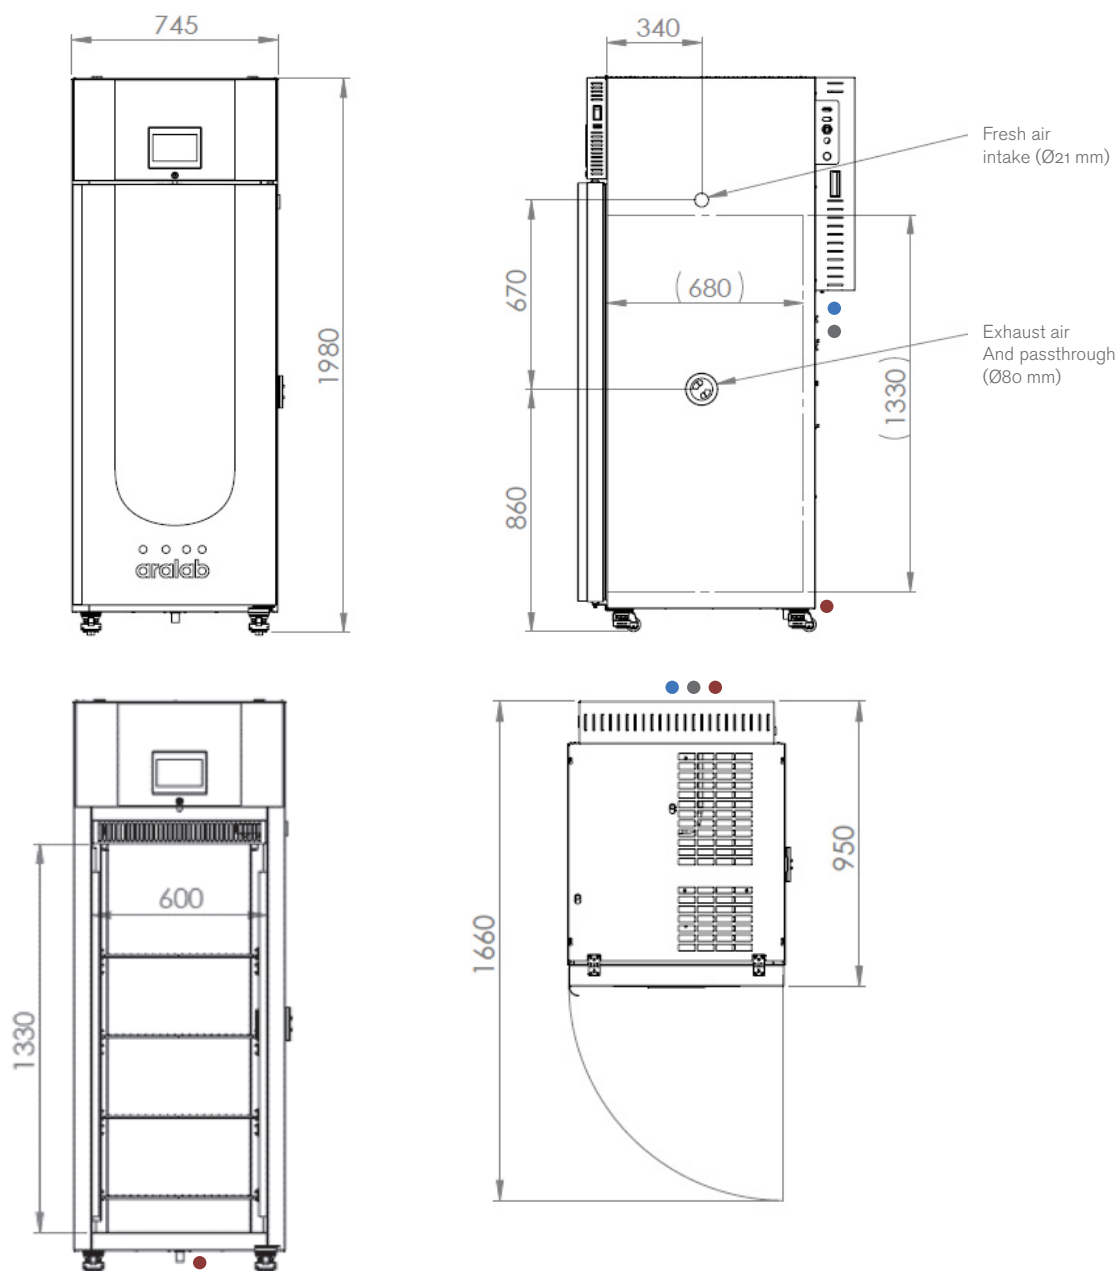 745
340
Fresh air
intake (Ø21 mm)
670
(680)
1980
Exhaust air
And passthrough
(Ø80 mm)
(1330)
860
aralab
600
950
1660
1330